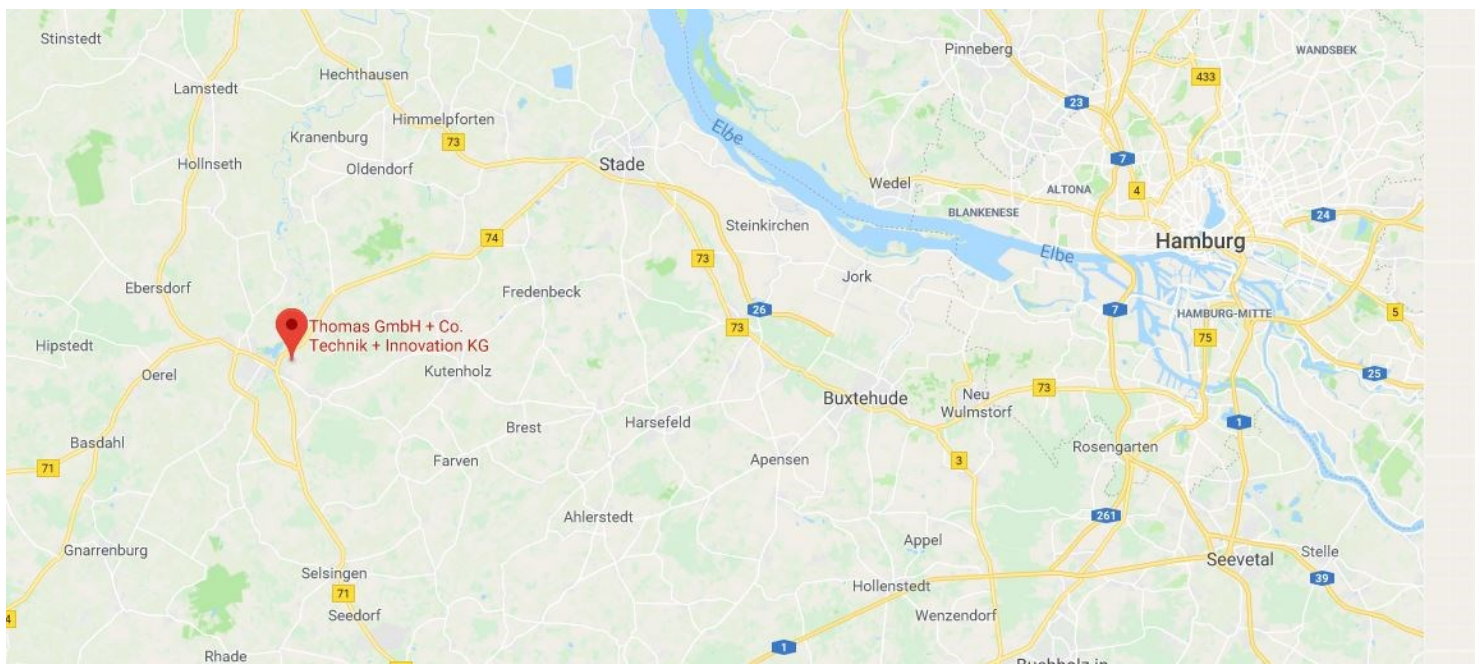 Stinstedt
Pinneberg
WANDSBEK
Hechthausen
433
Lamstedt
23
Himmelpforten
Elbe
Kranenburg
73
7
Hollnseth
Oldendorf
Stade
Wedel
ALTONA
4
BLANKENESE
24
Steinkirchen
74
Hamburg
73
Elbe
Jork
Ebersdorf
Fredenbeck
26
7
HAMBURG-MITTE
5
Thomas GmbH + Co.
Technik + Innovation KG
73
75
Hipstedt
Oerel
Kutenholz
25
Buxtehude
Neu
Wulmstorf
73
Brest
Harsefeld
1
Basdahl
Rosengarten
71
Farven
Apensen
3
Ahlerstedt
261
Gnarrenburg
Appel
Seevetal
Stelle
Selsingen
39
71
Hollenstedt
Seedorf
Wenzendorf
4
1
Rhade
Buchholz in